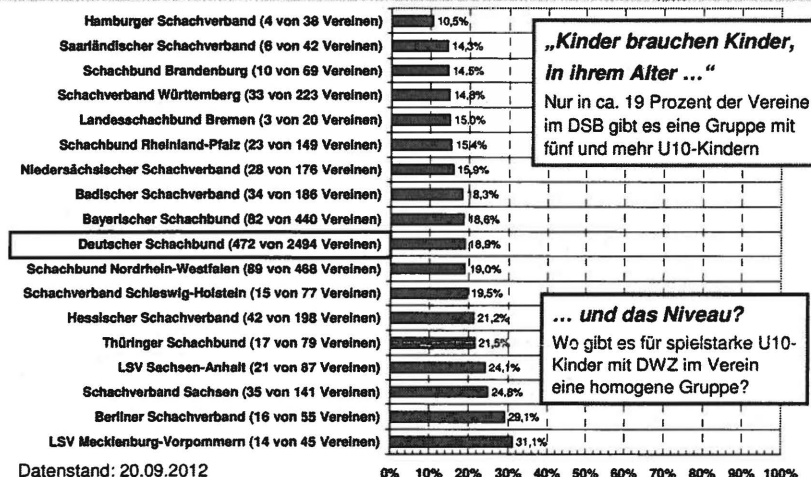 Hamburger Schachverband (4 von 38 Vereinen) 10,5%
Saarländischer Schachverband (6 von 42 Vereinen) 14,3%
Schachbund Brandenburg (10 von 69 Vereinen) 14,5%
Schachverband Württemberg (33 von 223 Vereinen) 14,8%
Landesschachbund Bremen (3 von 20 Vereinen) 15,0%
Schachbund Rheinland-Pfalz (23 von 149 Vereinen) 15,4%
Niedersächsischer Schachverband (28 von 176 Vereinen) 15,9%
Badischer Schachverband (34 von 186 Vereinen) 18,3%
Bayerischer Schachbund (82 von 440 Vereinen) 18,6%
Deutscher Schachbund (472 von 2494 Vereinen) 18,9%
Schachbund Nordrhein-Westfalen (89 von 468 Vereinen) 19,0%
Schachverband Schleswig-Holstein (15 von 77 Vereinen) 19,5%
Hessischer Schachverband (42 von 198 Vereinen) 21,2%
Thüringer Schachbund (17 von 79 Vereinen) 21,5%
LSV Sachsen-Anhalt (21 von 87 Vereinen) 24,1%
Schachverband Sachsen (35 von 141 Vereinen) 24,8%
Berliner Schachverband (16 von 55 Vereinen) 29,1%
LSV Mecklenburg-Vorpommern (14 von 45 Vereinen) 31,1%
0% 10% 20% 30% 40% 50% 60% 70% 80% 90% 100%
Datenstand: 20.09.2012
„Kinder brauchen Kinder,
in ihrem Alter ...“
Nur in ca. 19 Prozent der Vereine
im DSB gibt es eine Gruppe mit
fünf und mehr U10-Kindern
... und das Niveau?
Wo gibt es für spielstarke U10-
Kinder mit DWZ im Verein
eine homogene Gruppe?